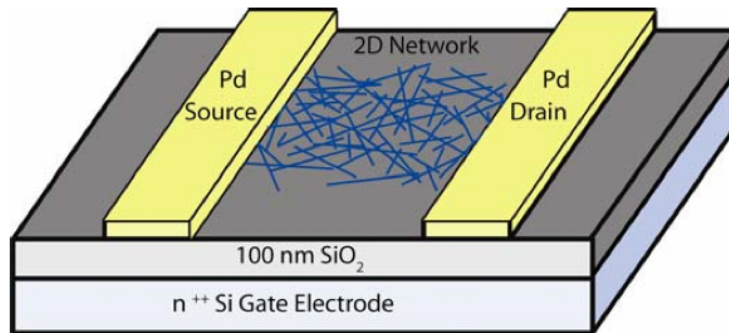 2D Network
Pd
Source
Pd
Drain
100 nm SiO₂
n ⁺⁺ Si Gate Electrode